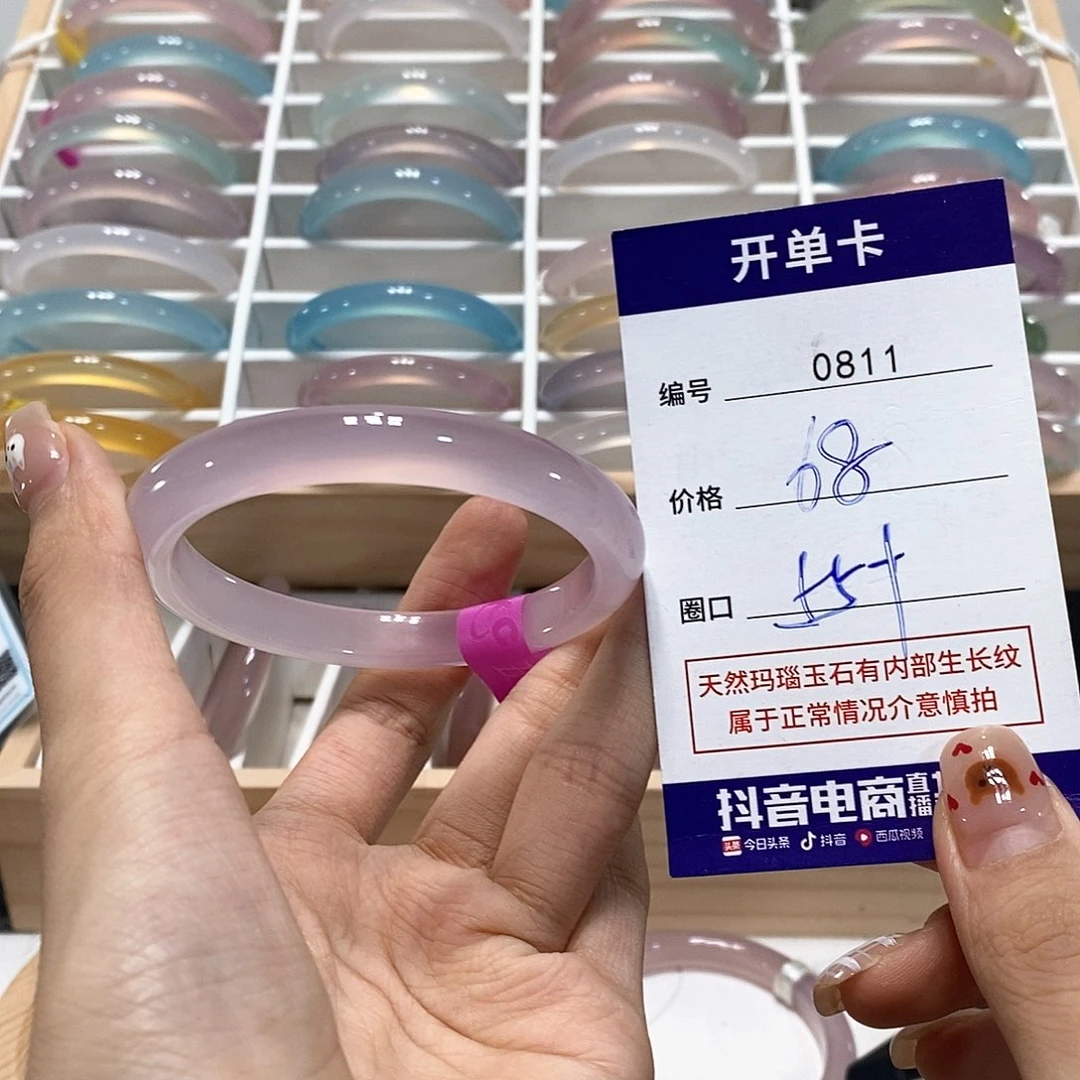 开单卡
编号 0811
价格 68
圈口
天然玛瑙玉石有内部生长纹
属于正常情况介意慎拍
抖音电商直播
头条 今日头条 抖音 西瓜视频